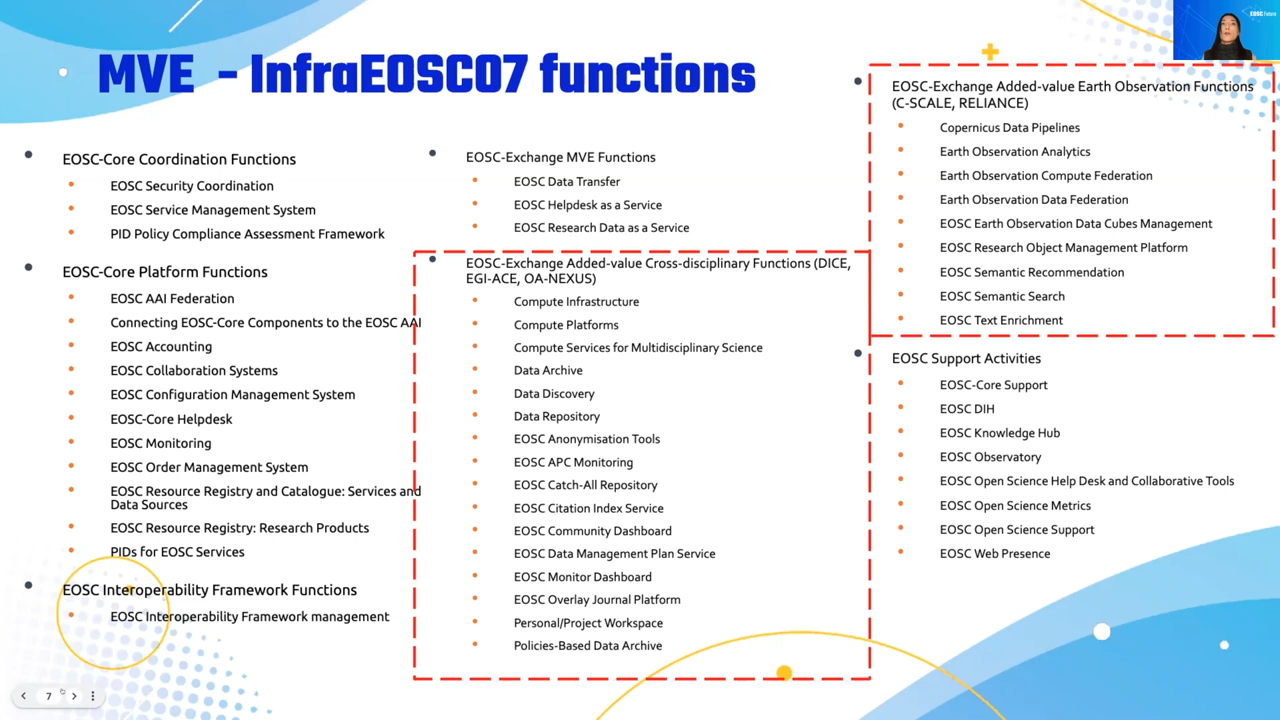 MVE - InfraEOSC07 functions
EOSC-Core Coordination Functions
EOSC Security Coordination
EOSC Service Management System
PID Policy Compliance Assessment Framework
EOSC-Core Platform Functions
EOSC AAI Federation
Connecting EOSC-Core Components to the EOSC AAI
EOSC Accounting
EOSC Collaboration Systems
EOSC Configuration Management System
EOSC-Core Helpdesk
EOSC Monitoring
EOSC Order Management System
EOSC Resource Registry and Catalogue: Services and
Data Sources
EOSC Resource Registry: Research Products
PIDs for EOSC Services
EOSC Interoperability Framework Functions
EOSC Interoperability Framework management
EOSC-Exchange MVE Functions
EOSC Data Transfer
EOSC Helpdesk as a Service
EOSC Research Data as a Service
EOSC-Exchange Added-value Cross-disciplinary Functions (DICE,
EGI-ACE, OA-NEXUS)
Compute Infrastructure
Compute Platforms
Compute Services for Multidisciplinary Science
Data Archive
Data Discovery
Data Repository
EOSC Anonymisation Tools
EOSC APC Monitoring
EOSC Catch-All Repository
EOSC Citation Index Service
EOSC Community Dashboard
EOSC Data Management Plan Service
EOSC Monitor Dashboard
EOSC Overlay Journal Platform
Personal/Project Workspace
Policies-Based Data Archive
EOSC-Exchange Added-value Earth Observation Functions
(C-SCALE, RELIANCE)
Copernicus Data Pipelines
Earth Observation Analytics
Earth Observation Compute Federation
Earth Observation Data Federation
EOSC Earth Observation Data Cubes Management
EOSC Research Object Management Platform
EOSC Semantic Recommendation
EOSC Semantic Search
EOSC Text Enrichment
EOSC Support Activities
EOSC-Core Support
EOSC DIH
EOSC Knowledge Hub
EOSC Observatory
EOSC Open Science Help Desk and Collaborative Tools
EOSC Open Science Metrics
EOSC Open Science Support
EOSC Web Presence
EOSC Future
7